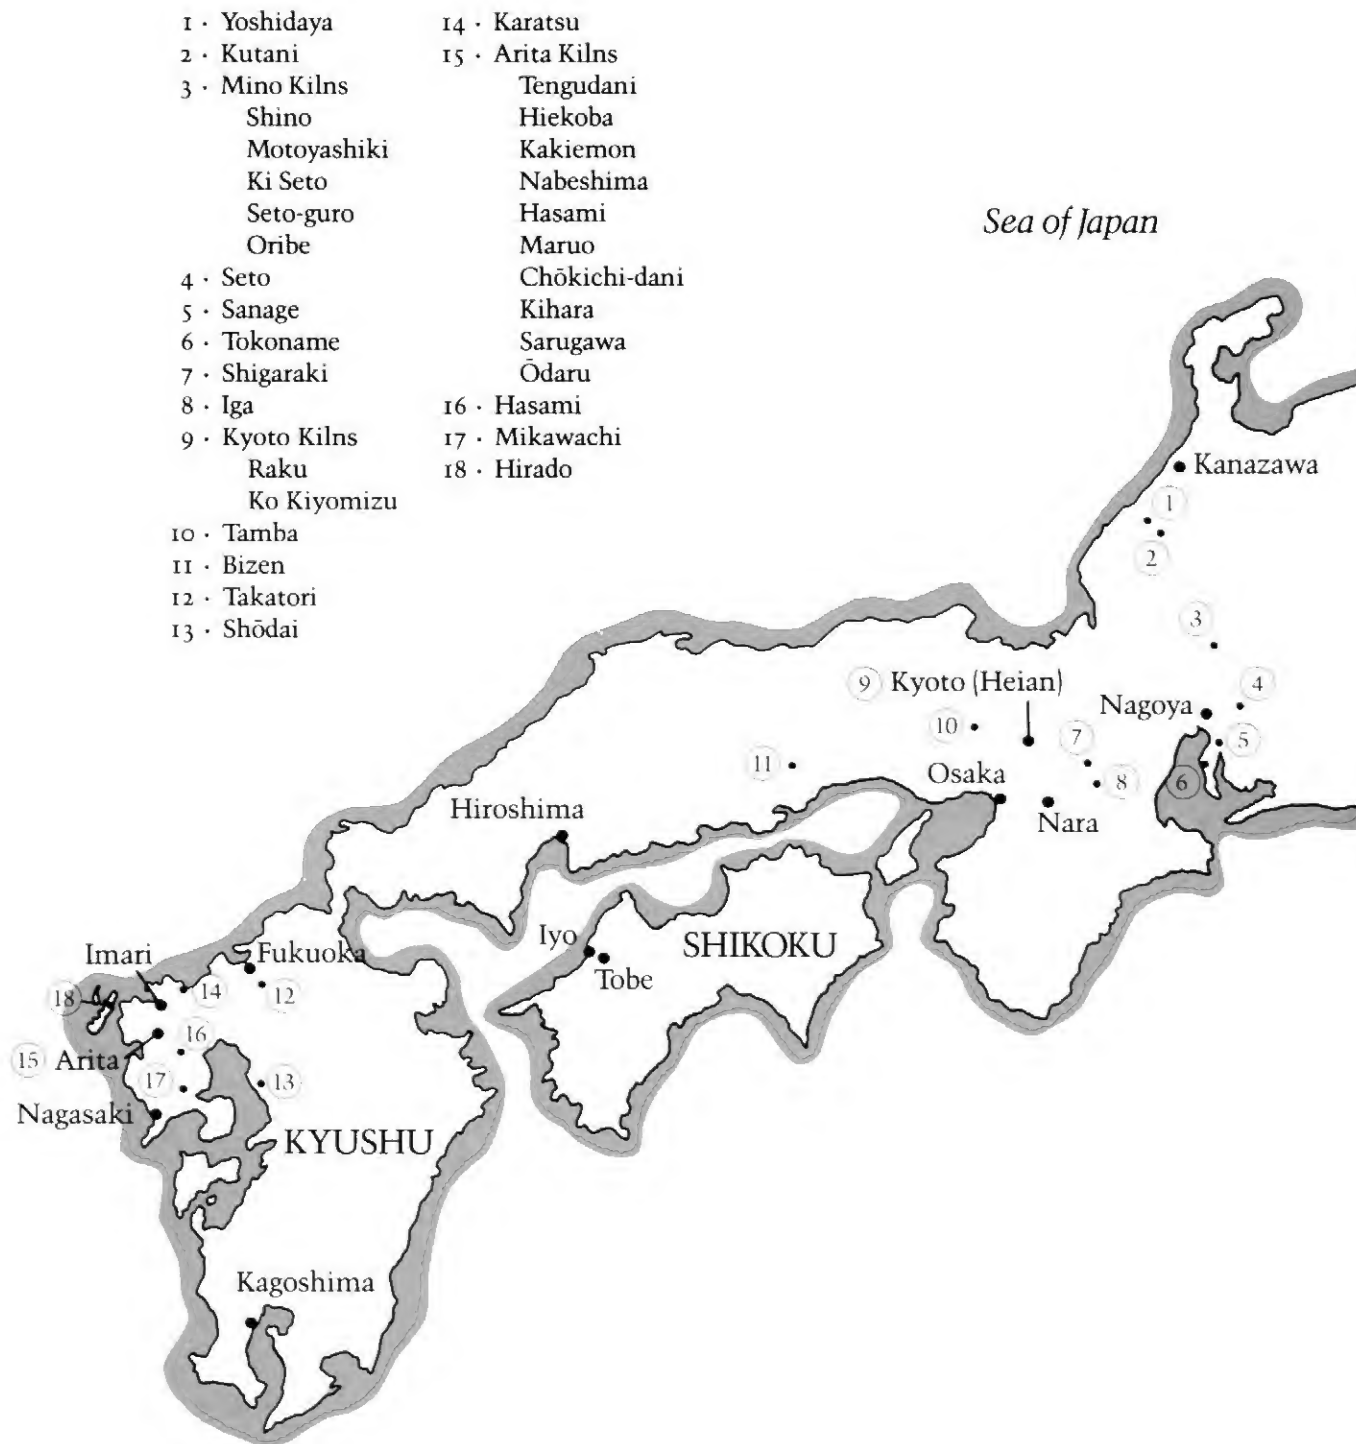 1 · Yoshidaya
2 · Kutani
3 · Mino Kilns
Shino
Motoyashiki
Ki Seto
Seto-guro
Oribe
4 · Seto
5 · Sanage
6 · Tokoname
7 · Shigaraki
8 · Iga
9 · Kyoto Kilns
Raku
Ko Kiyomizu
10 · Tamba
11 · Bizen
12 · Takatori
13 · Shōdai
14 · Karatsu
15 · Arita Kilns
Tengudani
Hiekoba
Kakiemon
Nabeshima
Hasami
Maruo
Chōkichi-dani
Kihara
Sarugawa
Ōdaru
16 · Hasami
17 · Mikawachi
18 · Hirado
Sea of Japan
Kanazawa
1
2
3
9 Kyoto (Heian)
4
Nagoya
10
7
5
11
Osaka
8
6
Hiroshima
Nara
Iyo
SHIKOKU
Imari
Fukuoka
Tobe
18
14
12
16
15 Arita
17
13
Nagasaki
KYUSHU
Kagoshima